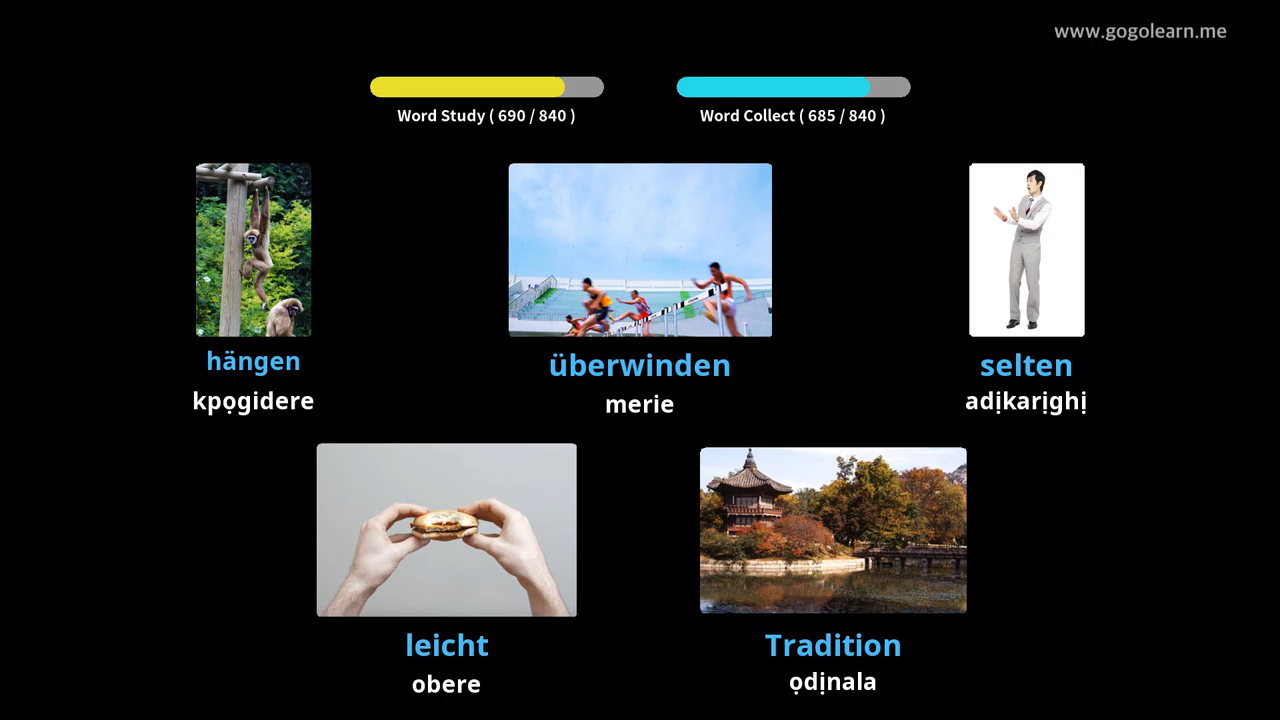 www.gogolearn.me
Word Study ( 690 / 840 )
Word Collect ( 685 / 840 )
hängen
kpọgidere
überwinden
merie
selten
adịkarịghị
leicht
obere
Tradition
ọdịnala